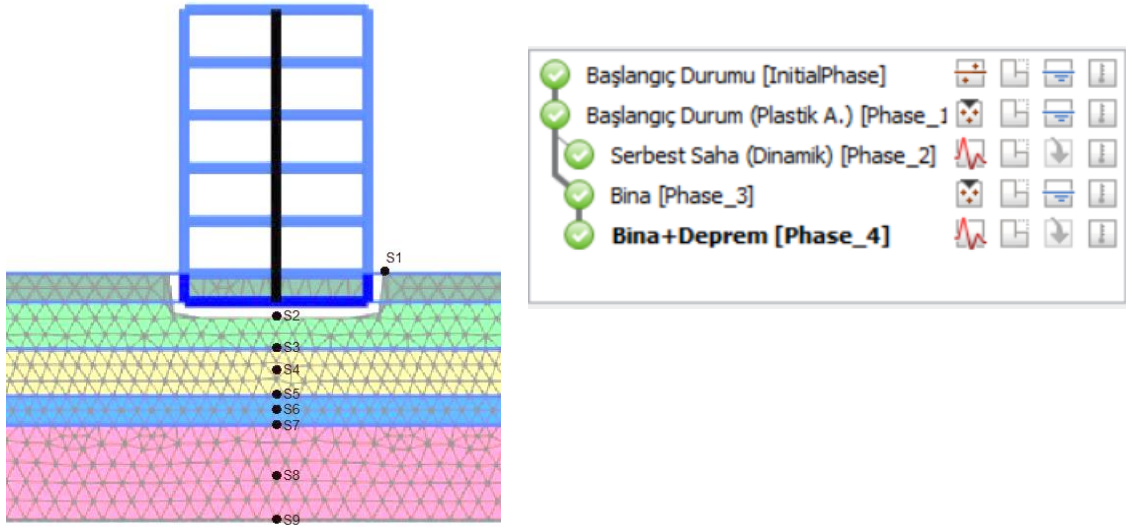 S1
S2
S3
S4
S5
S6
S7
S8
S9
Başlangıç Durumu [InitialPhase]
Başlangıç Durum (Plastik A.) [Phase_1
Serbest Saha (Dinamik) [Phase_2]
Bina [Phase_3]
Bina+Deprem [Phase_4]